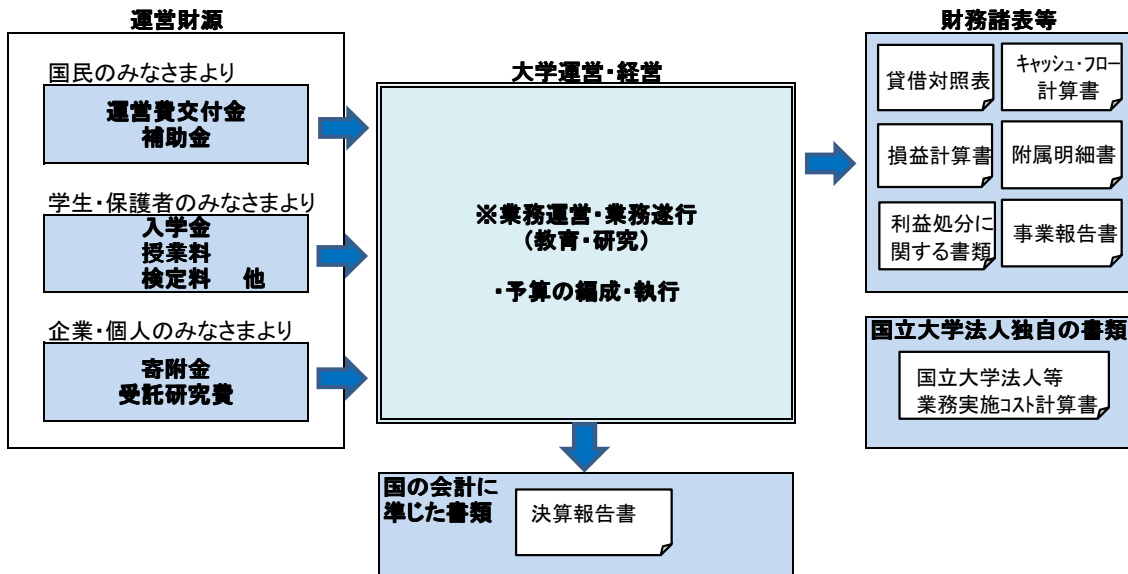 運営財源
国民のみなさまより
運営費交付金
補助金
学生・保護者のみなさまより
入学金
授業料
検定料　他
企業・個人のみなさまより
寄附金
受託研究費
大学運営・経営
※業務運営・業務遂行
(教育・研究)
・予算の編成・執行
国の会計に
準じた書類
決算報告書
財務諸表等
貸借対照表
キャッシュ・フロー
計算書
損益計算書
附属明細書
利益処分に
関する書類
事業報告書
国立大学法人独自の書類
国立大学法人等
業務実施コスト計算書